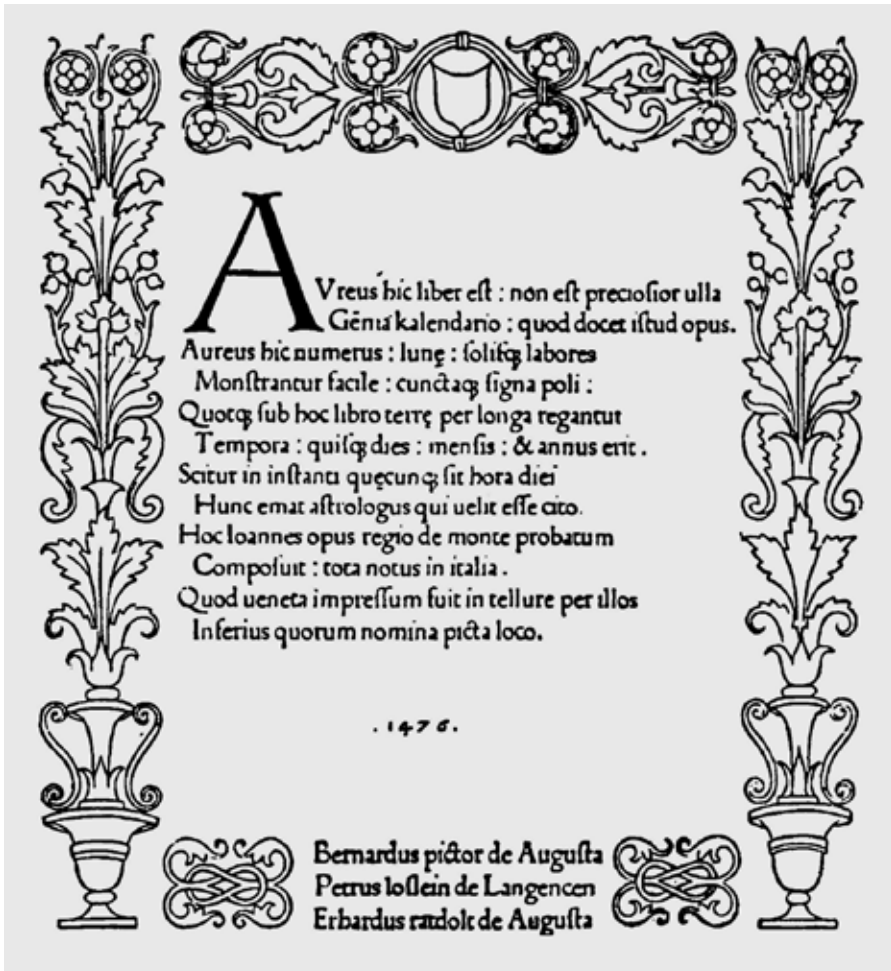 AVreus hic liber est : non est preciosior ulla
Gēma kalendario : quod docet istud opus.
Aureus hic numerus : lunę : solisq; labores
Monstrantur facile : cunctaq; signa poli :
Quotq; sub hoc libro terrę per longa regantur
Tempora : quisq; dies : mensis : & annus erit .
Scitur in instanti quęcunq; sit hora diei
Hunc emat astrologus qui uelit esse cito.
Hoc Ioannes opus regio de monte probatum
Composuit : tota notus in italia .
Quod ueneta impressum fuit in tellure per illos
Inferius quorum nomina picta loco.
. 1476 .
Bernardus pictor de Augusta
Petrus loslein de Langencen
Erhardus ratdolt de Augusta